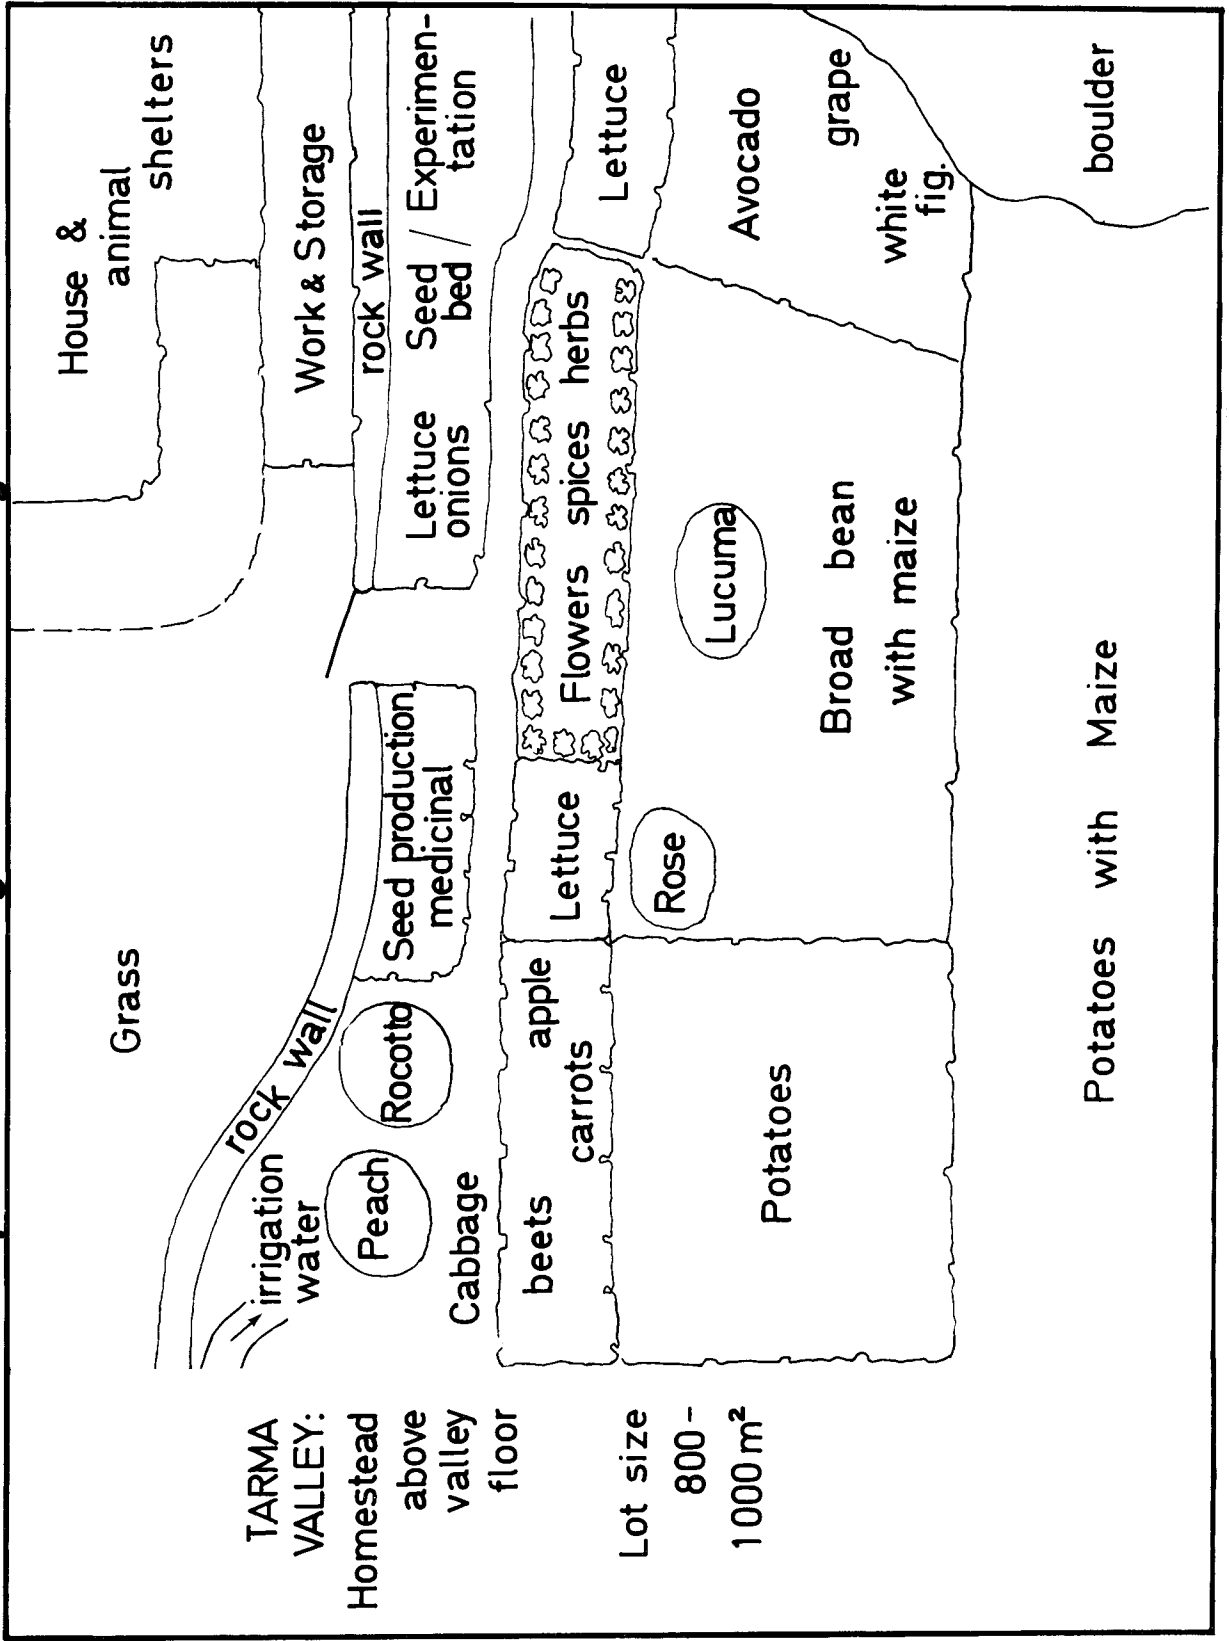 TARMA
VALLEY:
Homestead
above
valley
floor
Lot size
800 -
1000 m²
Grass
House &
animal
shelters
rock wall
Work & Storage
rock wall
irrigation
water
Peach
Rocotto
Cabbage
Seed production,
medicinal
Lettuce
onions
Seed /
bed
Experimen-
tation
beets
apple
carrots
Lettuce
Flowers spices herbs
Lettuce
Potatoes
Rose
Lucuma
Broad bean
with maize
Avocado
grape
white
fig.
boulder
Potatoes with Maize